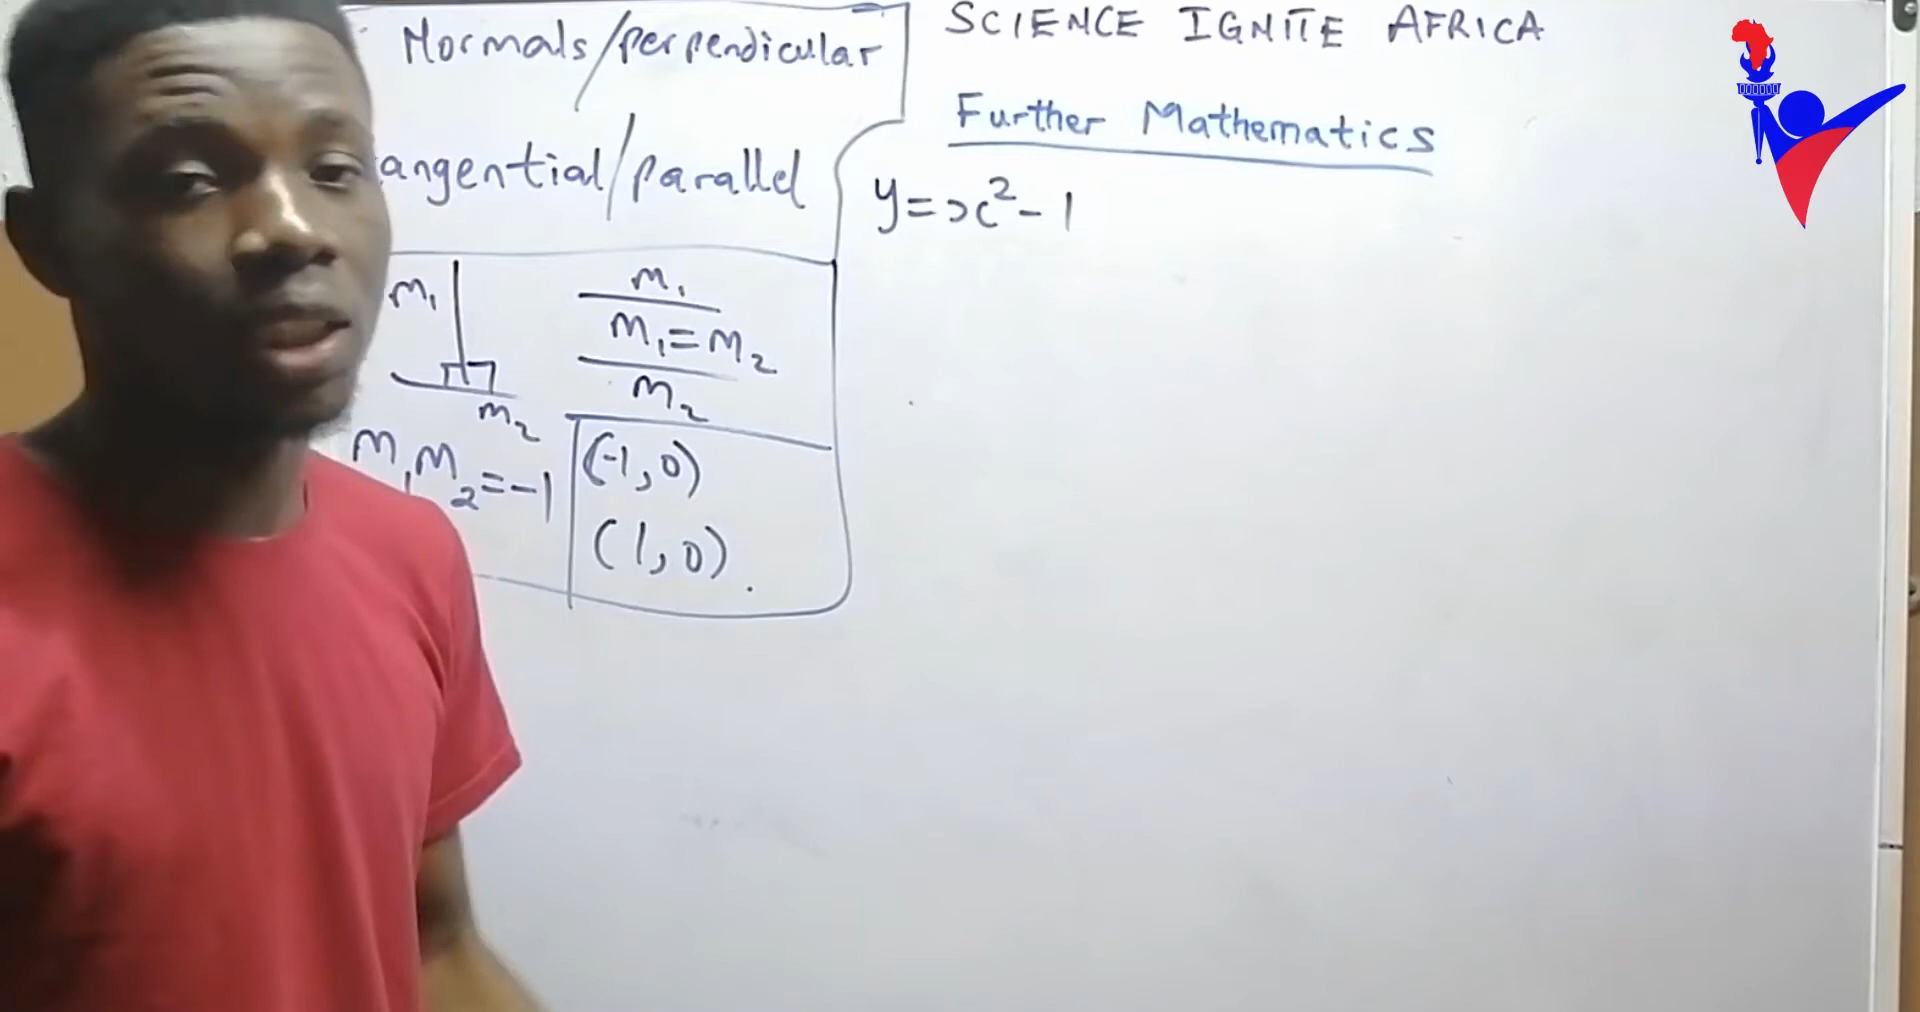 Normals/perpendicular
angential/parallel
m₁
m₂
m₁m₂=-1
m₁
m₁=m₂
m₂
(-1,0)
(1,0).
SCIENCE IGNITE AFRICA
Further Mathematics
y=x²-1